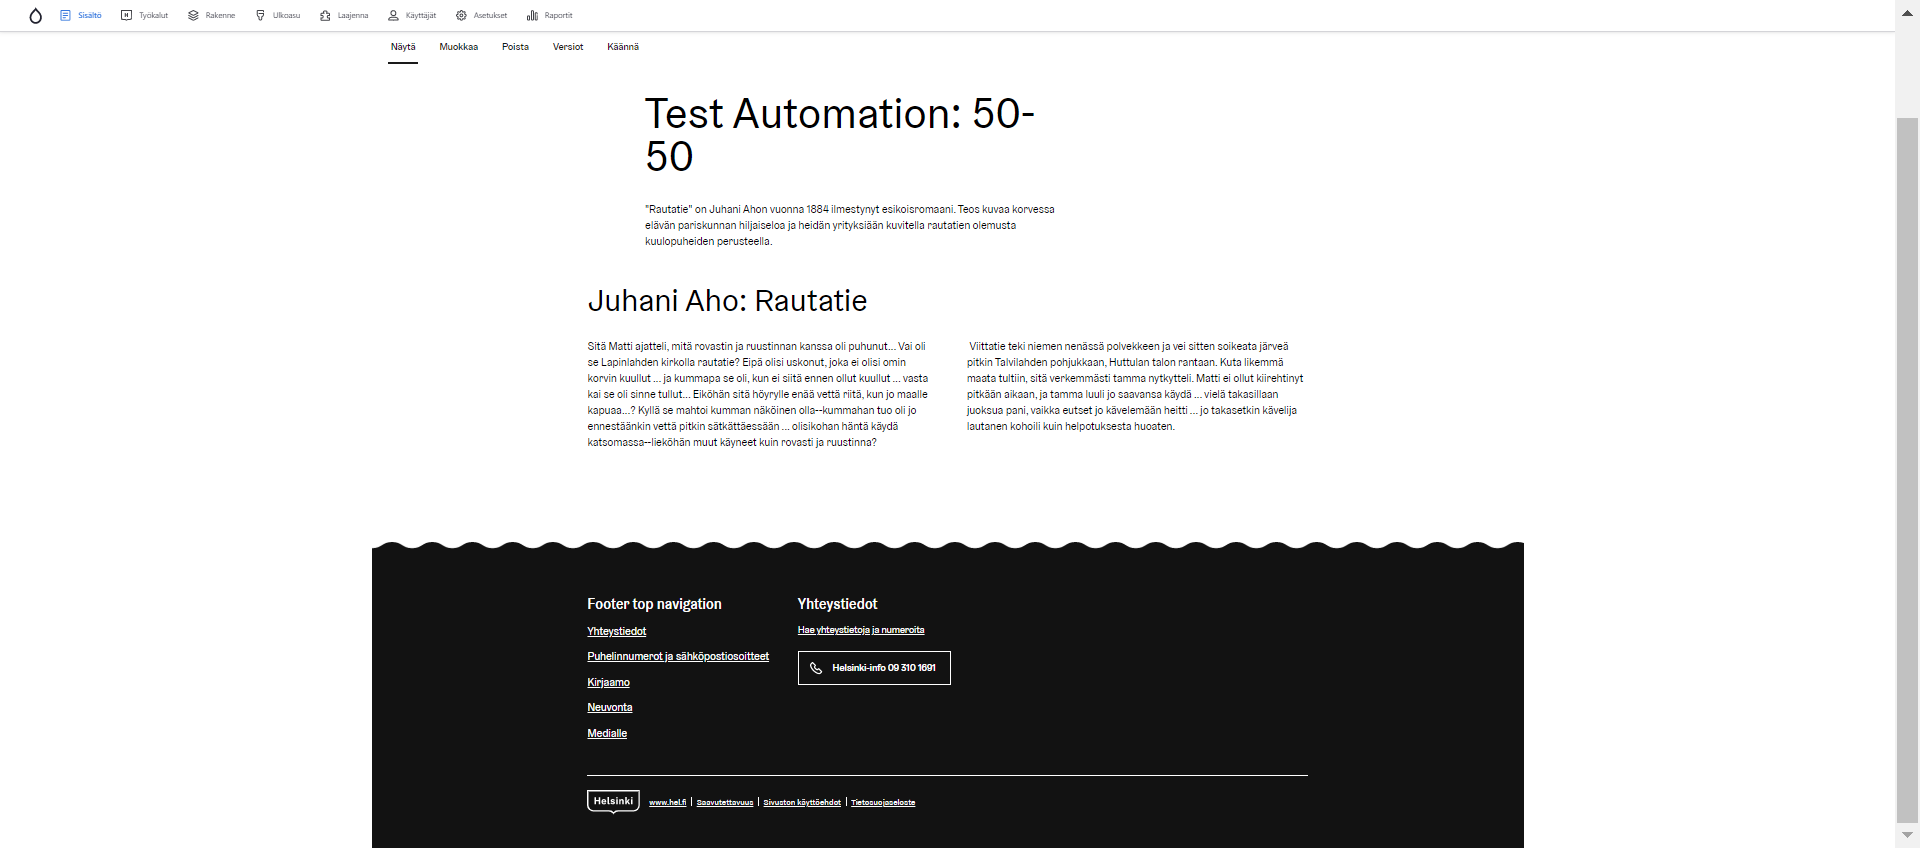 Sisältö Työkalut Rakenne Ulkoasu Laajenna Käyttäjät Asetukset Raportit
Näytä Muokkaa Poista Versiot Käännä
Test Automation: 50-
50
"Rautatie" on Juhani Ahon vuonna 1884 ilmestynyt esikoisromaani. Teos kuvaa korvessa
elävän pariskunnan hiljaiseloa ja heidän yrityksiään kuvitella rautatien olemusta
kuulopuheiden perusteella.
Juhani Aho: Rautatie
Sitä Matti ajatteli, mitä rovastin ja ruustinnan kanssa oli puhunut... Vai oli
se Lapinlahden kirkolla rautatie? Eipä olisi uskonut, joka ei olisi omin
korvin kuullut ... ja kummapa se oli, kun ei siitä ennen ollut kuullut ... vasta
kai se oli sinne tullut... Eiköhän sitä höyrylle enää vettä riitä, kun jo maalle
kapuaa...? Kyllä se mahtoi kumman näköinen olla--kummahan tuo oli jo
ennestäänkin vettä pitkin sätkättäessään ... olisikohan häntä käydä
katsomassa--lieköhän muut käyneet kuin rovasti ja ruustinna?
Viittatie teki niemen nenässä polvekkeen ja vei sitten soikeata järveä
pitkin Talvilahden pohjukkaan, Huttulan talon rantaan. Kuta likemmä
maata tultiin, sitä verkemmästi tamma nytkytteli. Matti ei ollut kiirehtinyt
pitkään aikaan, ja tamma luuli jo saavansa käydä ... vielä takasillaan
juoksua pani, vaikka eutset jo kävelemään heitti ... jo takasetkin kävelijä
lautanen kohoili kuin helpotuksesta huoaten.
Footer top navigation
Yhteystiedot
Puhelinnumerot ja sähköpostiosoitteet
Kirjaamo
Neuvonta
Medialle
Yhteystiedot
Hae yhteystietoja ja numeroita
Helsinki-info 09 310 1691
Helsinki www.hel.fi Saavutettavuus Sivuston käyttöehdot Tietosuojaseloste